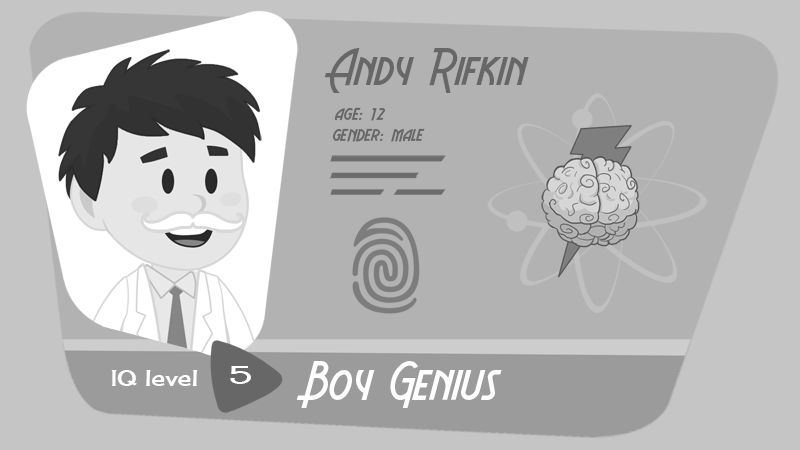 Andy Rifkin
AGE: 12
GENDER: MALE
IQ level 5 Boy Genius